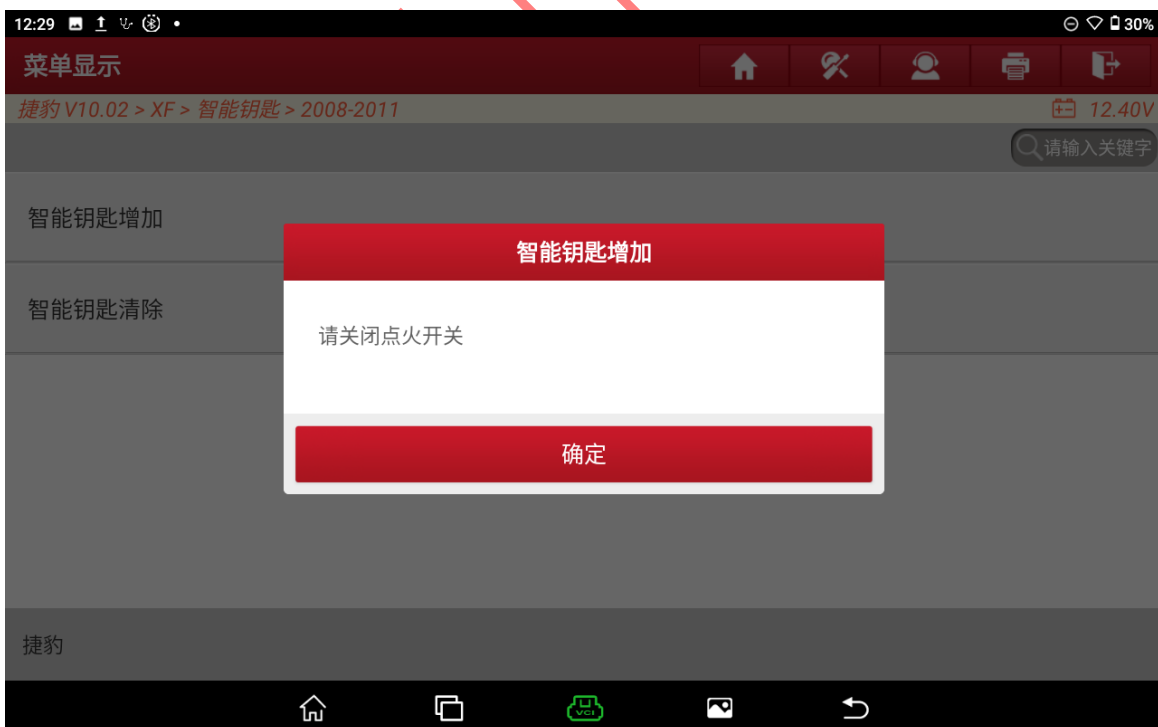 12:29
30%
菜单显示
捷豹 V10.02 > XF > 智能钥匙 > 2008-2011
12.40V
请输入关键字
智能钥匙增加
智能钥匙清除
智能钥匙增加
请关闭点火开关
确定
捷豹
VCI